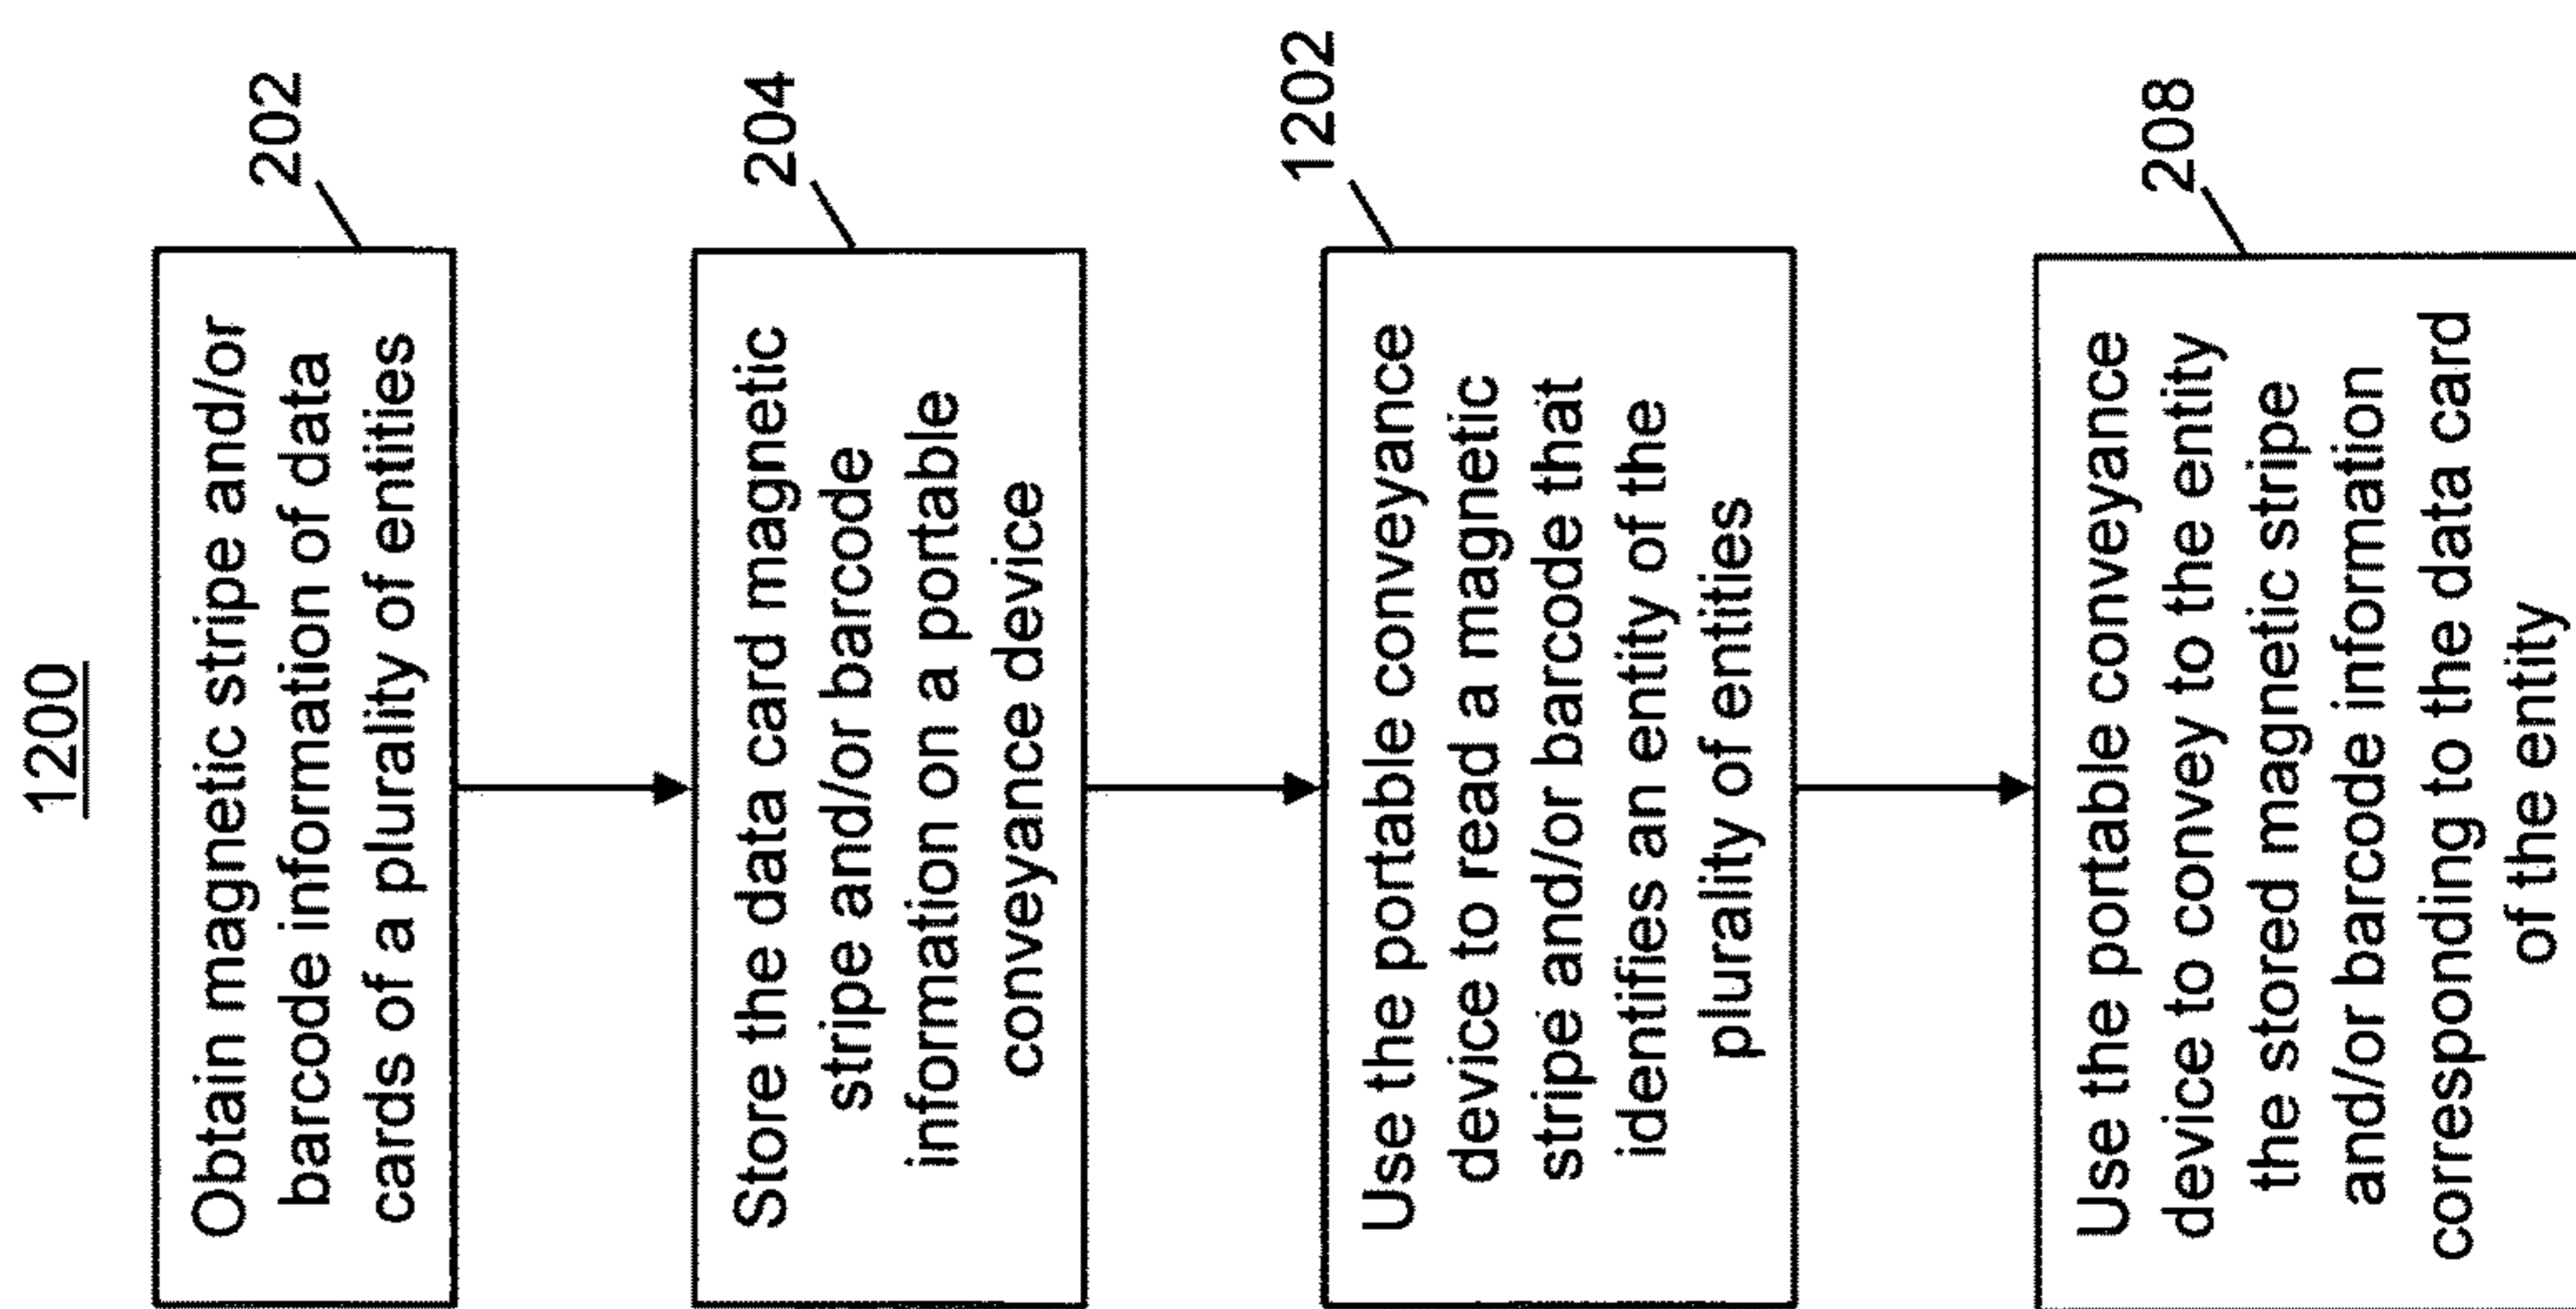 1200
202
Obtain magnetic stripe and/or
barcode information of data
cards of a plurality of entities
204
Store the data card magnetic
stripe and/or barcode
information on a portable
conveyance device
1202
Use the portable conveyance
device to read a magnetic
stripe and/or barcode that
identifies an entity of the
plurality of entities
208
Use the portable conveyance
device to convey to the entity
the stored magnetic stripe
and/or barcode information
corresponding to the data card
of the entity